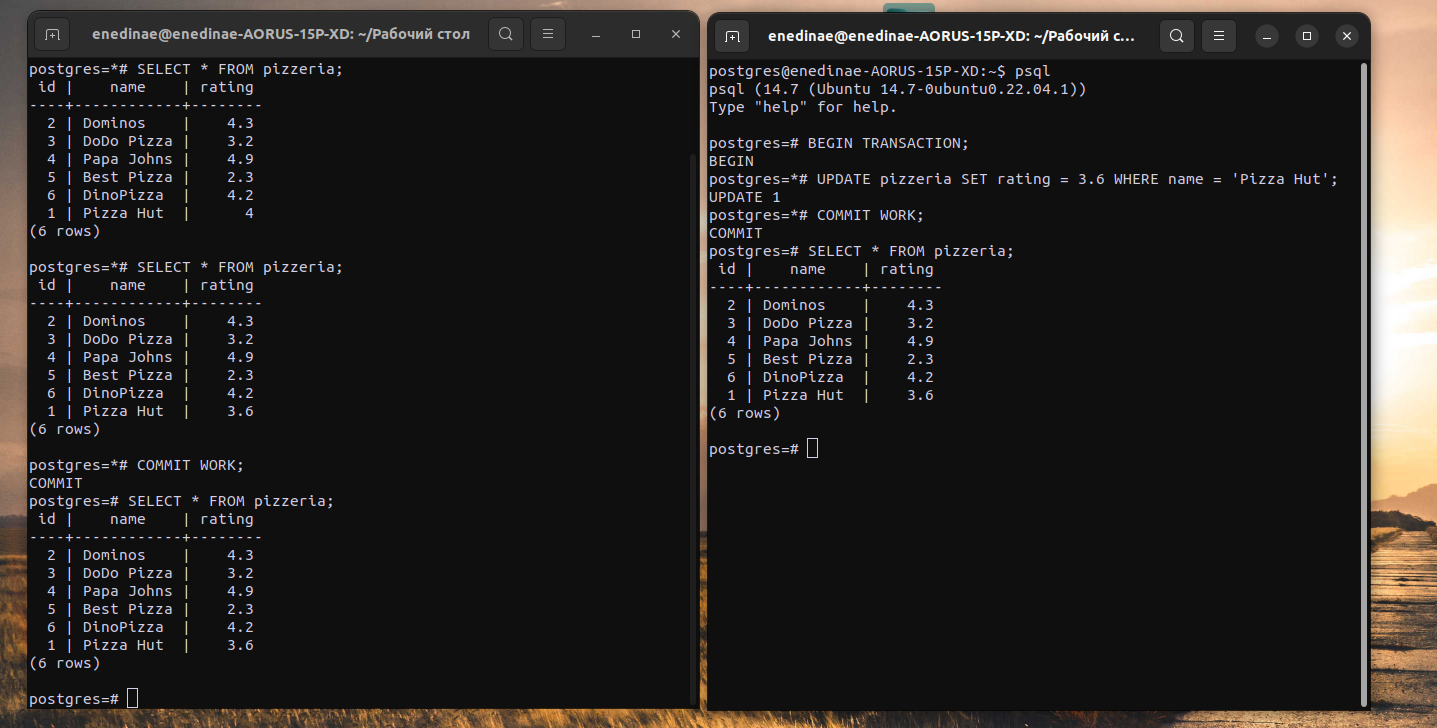 enedinae@enedinae-AORUS-15P-XD: ~/Рабочий стол
postgres=*# SELECT * FROM pizzeria;
 id |    name    | rating
----+------------+--------
  2 | Dominos    |    4.3
  3 | DoDo Pizza |    3.2
  4 | Papa Johns |    4.9
  5 | Best Pizza |    2.3
  6 | DinoPizza  |    4.2
  1 | Pizza Hut  |      4
(6 rows)
postgres=*# SELECT * FROM pizzeria;
 id |    name    | rating
----+------------+--------
  2 | Dominos    |    4.3
  3 | DoDo Pizza |    3.2
  4 | Papa Johns |    4.9
  5 | Best Pizza |    2.3
  6 | DinoPizza  |    4.2
  1 | Pizza Hut  |    3.6
(6 rows)
postgres=*# COMMIT WORK;
COMMIT
postgres=# SELECT * FROM pizzeria;
 id |    name    | rating
----+------------+--------
  2 | Dominos    |    4.3
  3 | DoDo Pizza |    3.2
  4 | Papa Johns |    4.9
  5 | Best Pizza |    2.3
  6 | DinoPizza  |    4.2
  1 | Pizza Hut  |    3.6
(6 rows)
postgres=#
enedinae@enedinae-AORUS-15P-XD: ~/Рабочий с...
postgres@enedinae-AORUS-15P-XD:~$ psql
psql (14.7 (Ubuntu 14.7-0ubuntu0.22.04.1))
Type "help" for help.
postgres=# BEGIN TRANSACTION;
BEGIN
postgres=*# UPDATE pizzeria SET rating = 3.6 WHERE name = 'Pizza Hut';
UPDATE 1
postgres=*# COMMIT WORK;
COMMIT
postgres=# SELECT * FROM pizzeria;
 id |    name    | rating
----+------------+--------
  2 | Dominos    |    4.3
  3 | DoDo Pizza |    3.2
  4 | Papa Johns |    4.9
  5 | Best Pizza |    2.3
  6 | DinoPizza  |    4.2
  1 | Pizza Hut  |    3.6
(6 rows)
postgres=#